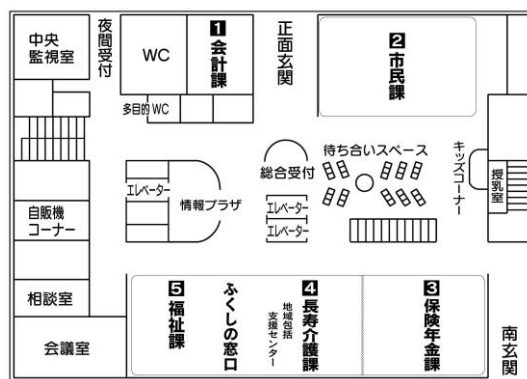 中央
監視室
夜間受付
WC
1 会計課
正面玄関
2 市民課
多目的WC
待ち合いスペース
キッズコーナー
授乳室
総合受付
エレベーター
情報プラザ
エレベーター
エレベーター
自販機
コーナー
相談室
会議室
5 福祉課
ふくしの窓口
4 長寿介護課
地域包括
支援センター
3 保険年金課
南玄関